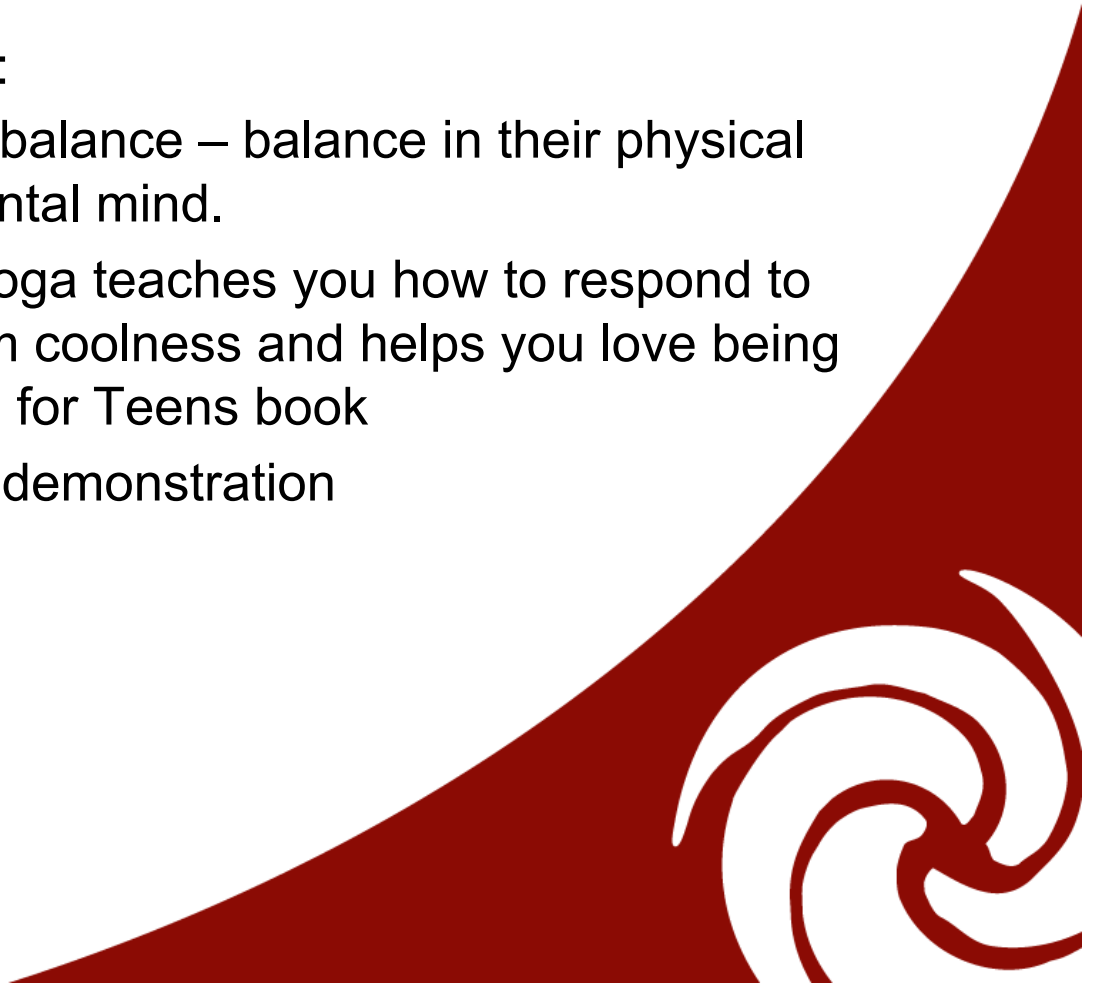 :
balance – balance in their physical
ntal mind.
oga teaches you how to respond to
coolness and helps you love being
for Teens book
demonstration